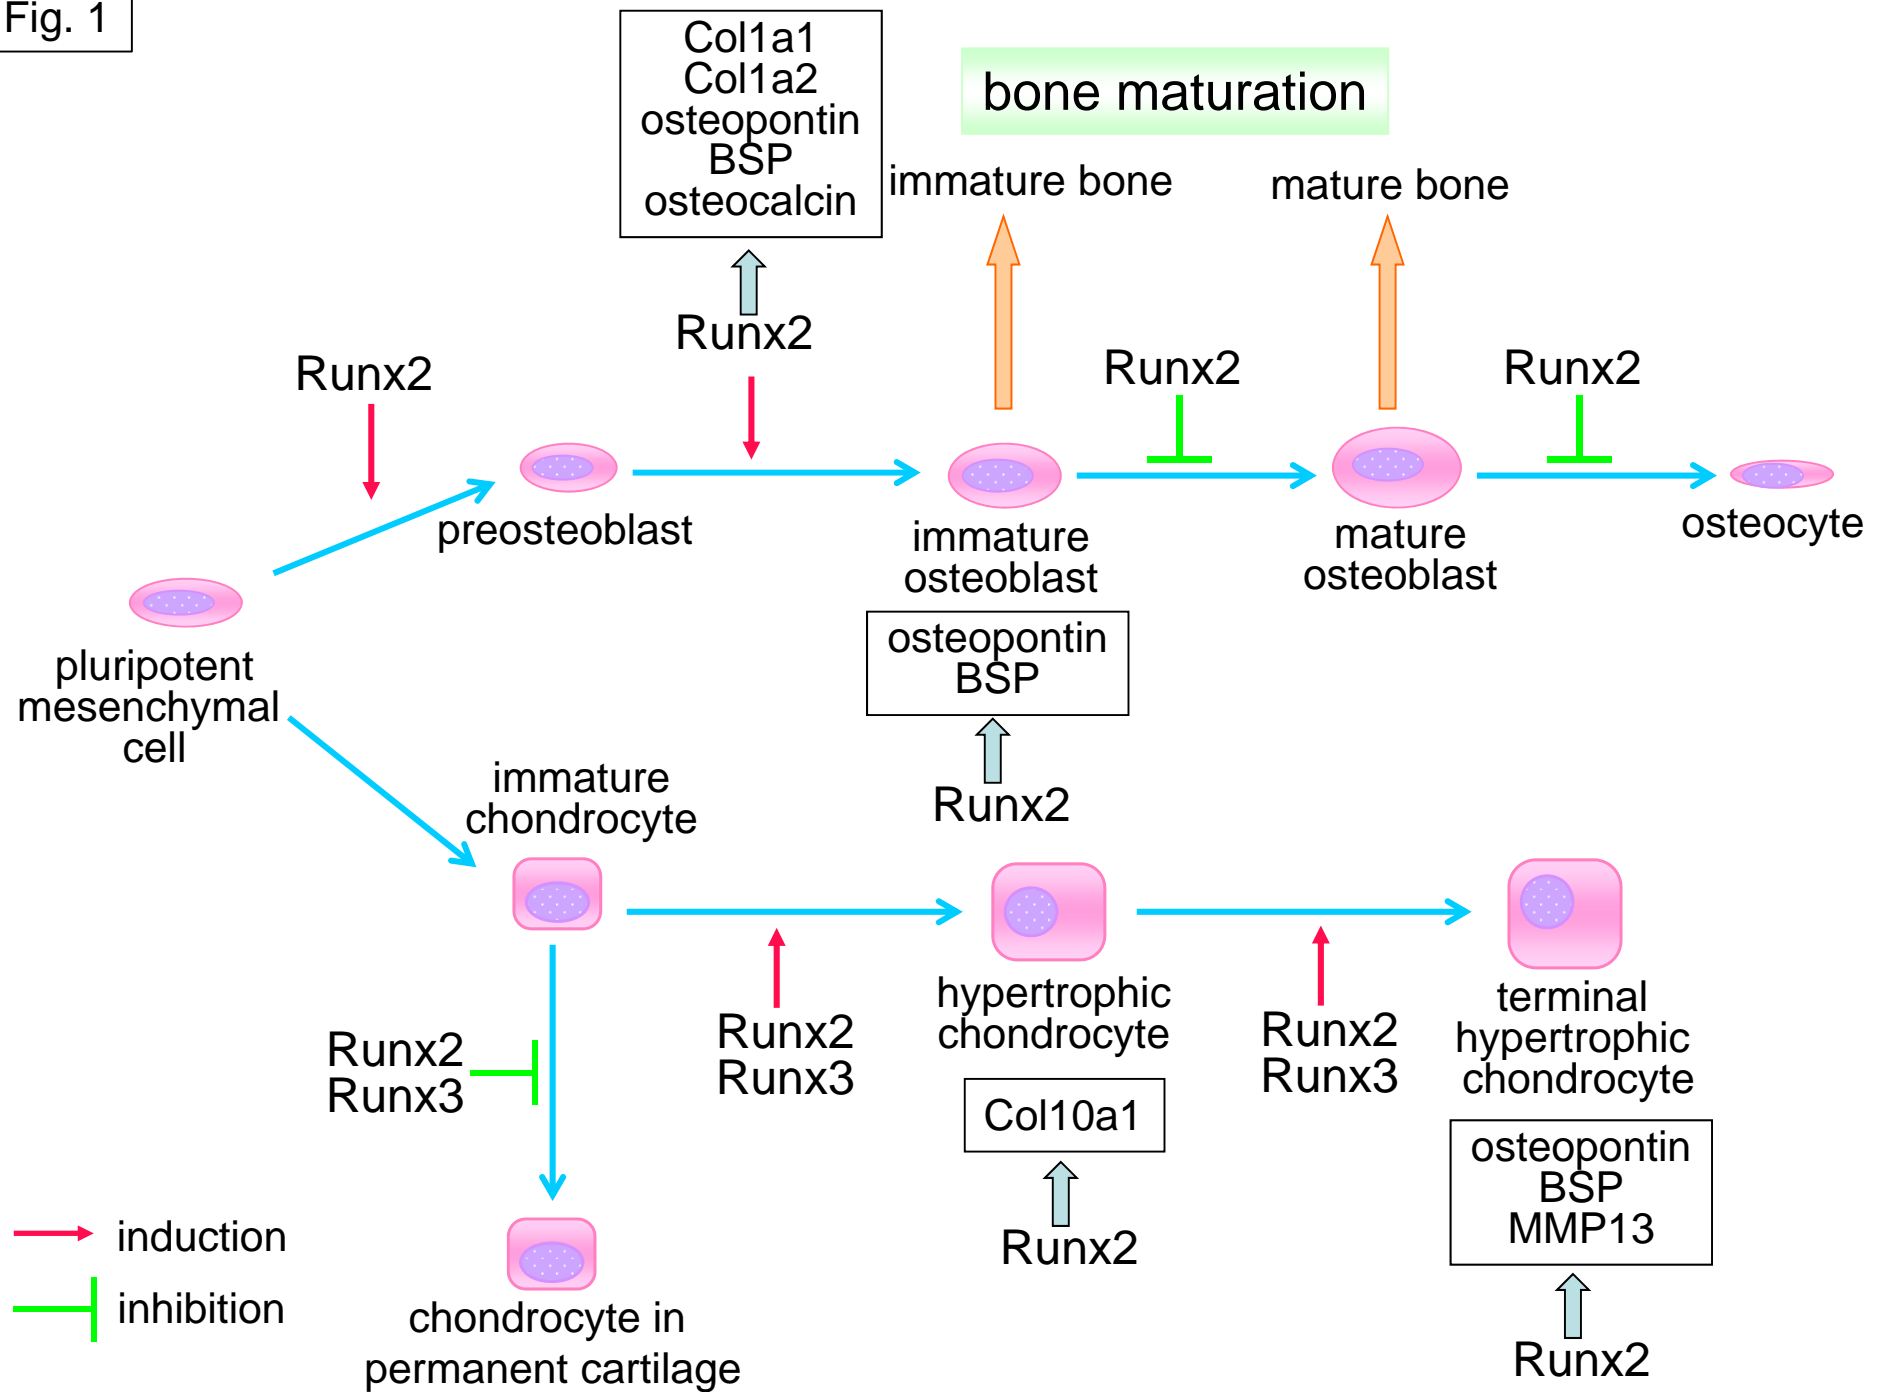 Fig. 1
Col1a1
Col1a2
osteopontin
BSP
osteocalcin
bone maturation
immature bone
mature bone
Runx2
Runx2
Runx2
Runx2
preosteoblast
immature
osteoblast
mature
osteoblast
osteocyte
osteopontin
BSP
Runx2
pluripotent
mesenchymal
cell
immature
chondrocyte
hypertrophic
chondrocyte
terminal
hypertrophic
chondrocyte
Runx2
Runx3
Runx2
Runx3
Runx2
Runx3
Col10a1
Runx2
osteopontin
BSP
MMP13
Runx2
induction
inhibition
chondrocyte in
permanent cartilage